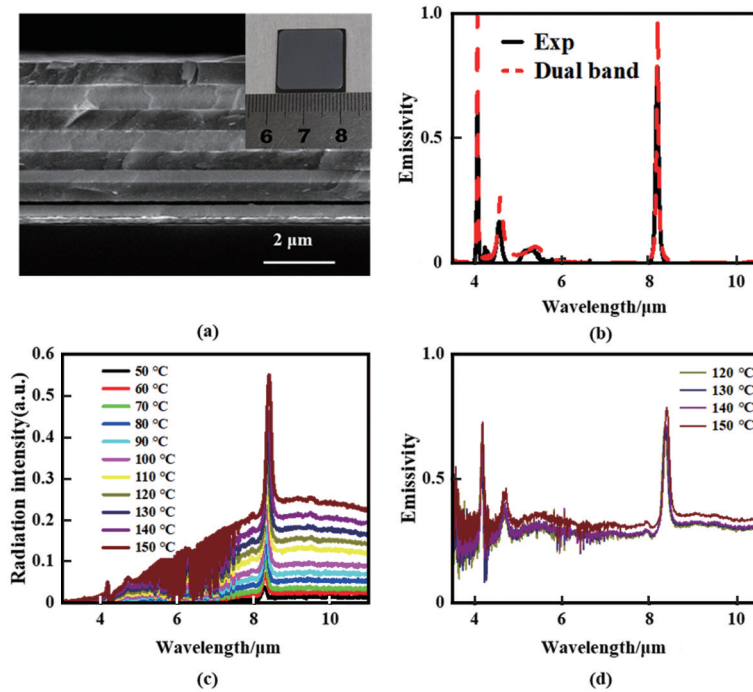 6 7 8
2 μm
(a)
1.0
0.5
0
Emissivity
Exp
Dual band
4 6 8 10
Wavelength/μm
(b)
0.6
0.5
0.4
0.3
0.2
0.1
0
Radiation intensity(a.u.)
50 °C
60 °C
70 °C
80 °C
90 °C
100 °C
110 °C
120 °C
130 °C
140 °C
150 °C
4 6 8 10
Wavelength/μm
(c)
1.0
0.5
0
Emissivity
120 °C
130 °C
140 °C
150 °C
4 6 8 10
Wavelength/μm
(d)